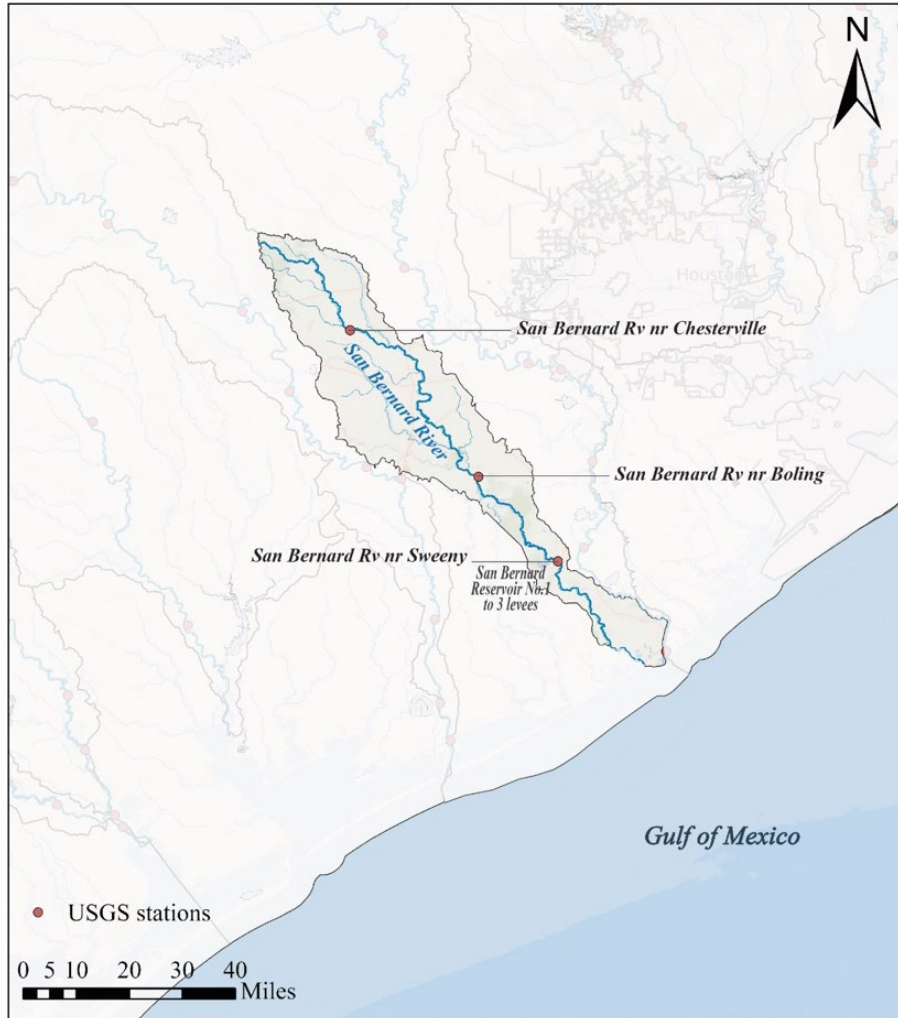 N
Houston
San Bernard Rv nr Chesterville
San Bernard River
San Bernard Rv nr Boling
San Bernard Rv nr Sweeny
San Bernard
Reservoir No.1
to 3 levees
Gulf of Mexico
USGS stations
0 5 10 20 30 40
Miles